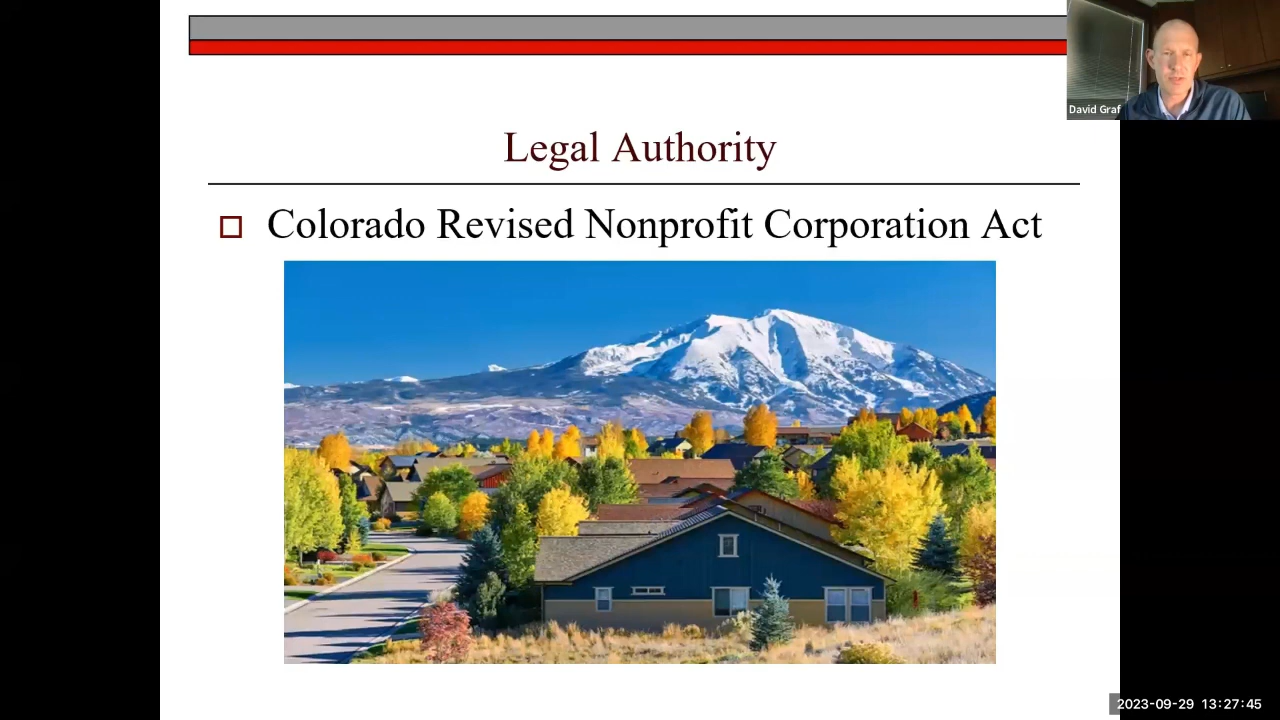 David Graf
Legal Authority
Colorado Revised Nonprofit Corporation Act
2023-09-29 13:27:45